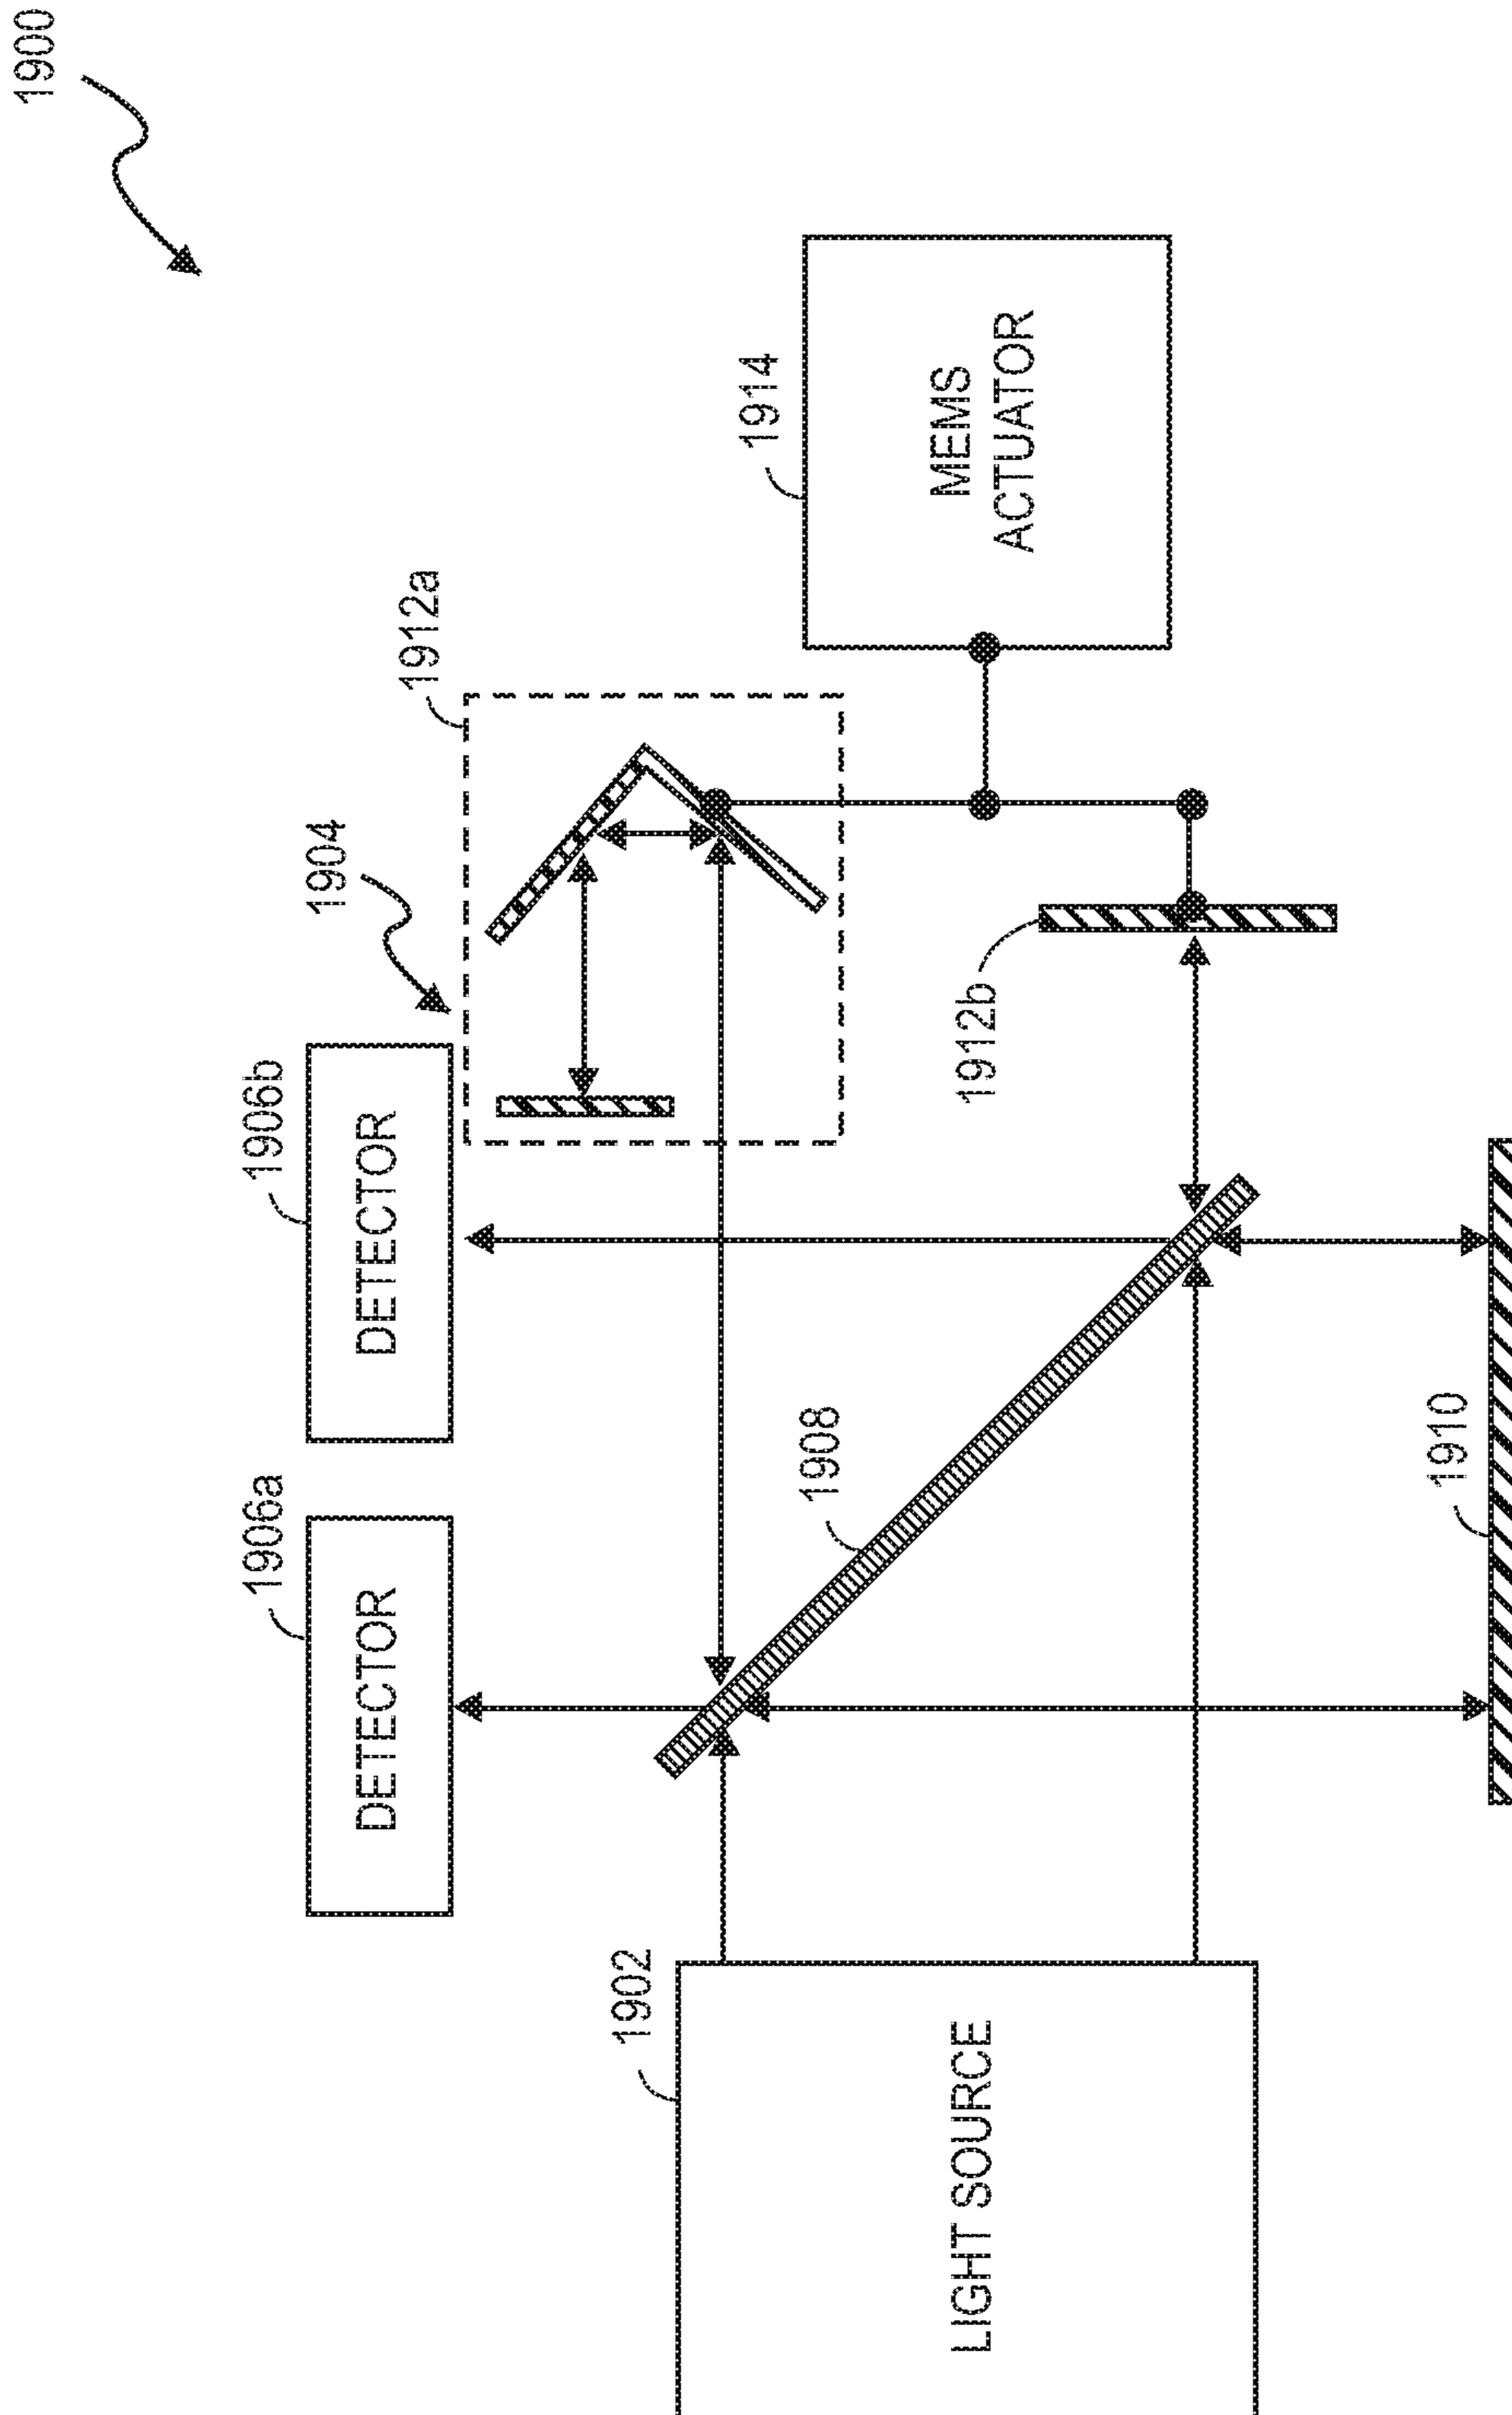 1900
1904
1912a
1906b
DETECTOR
1906a
DETECTOR
1914
MEMS
ACTUATOR
1912b
1908
1902
LIGHT SOURCE
1910